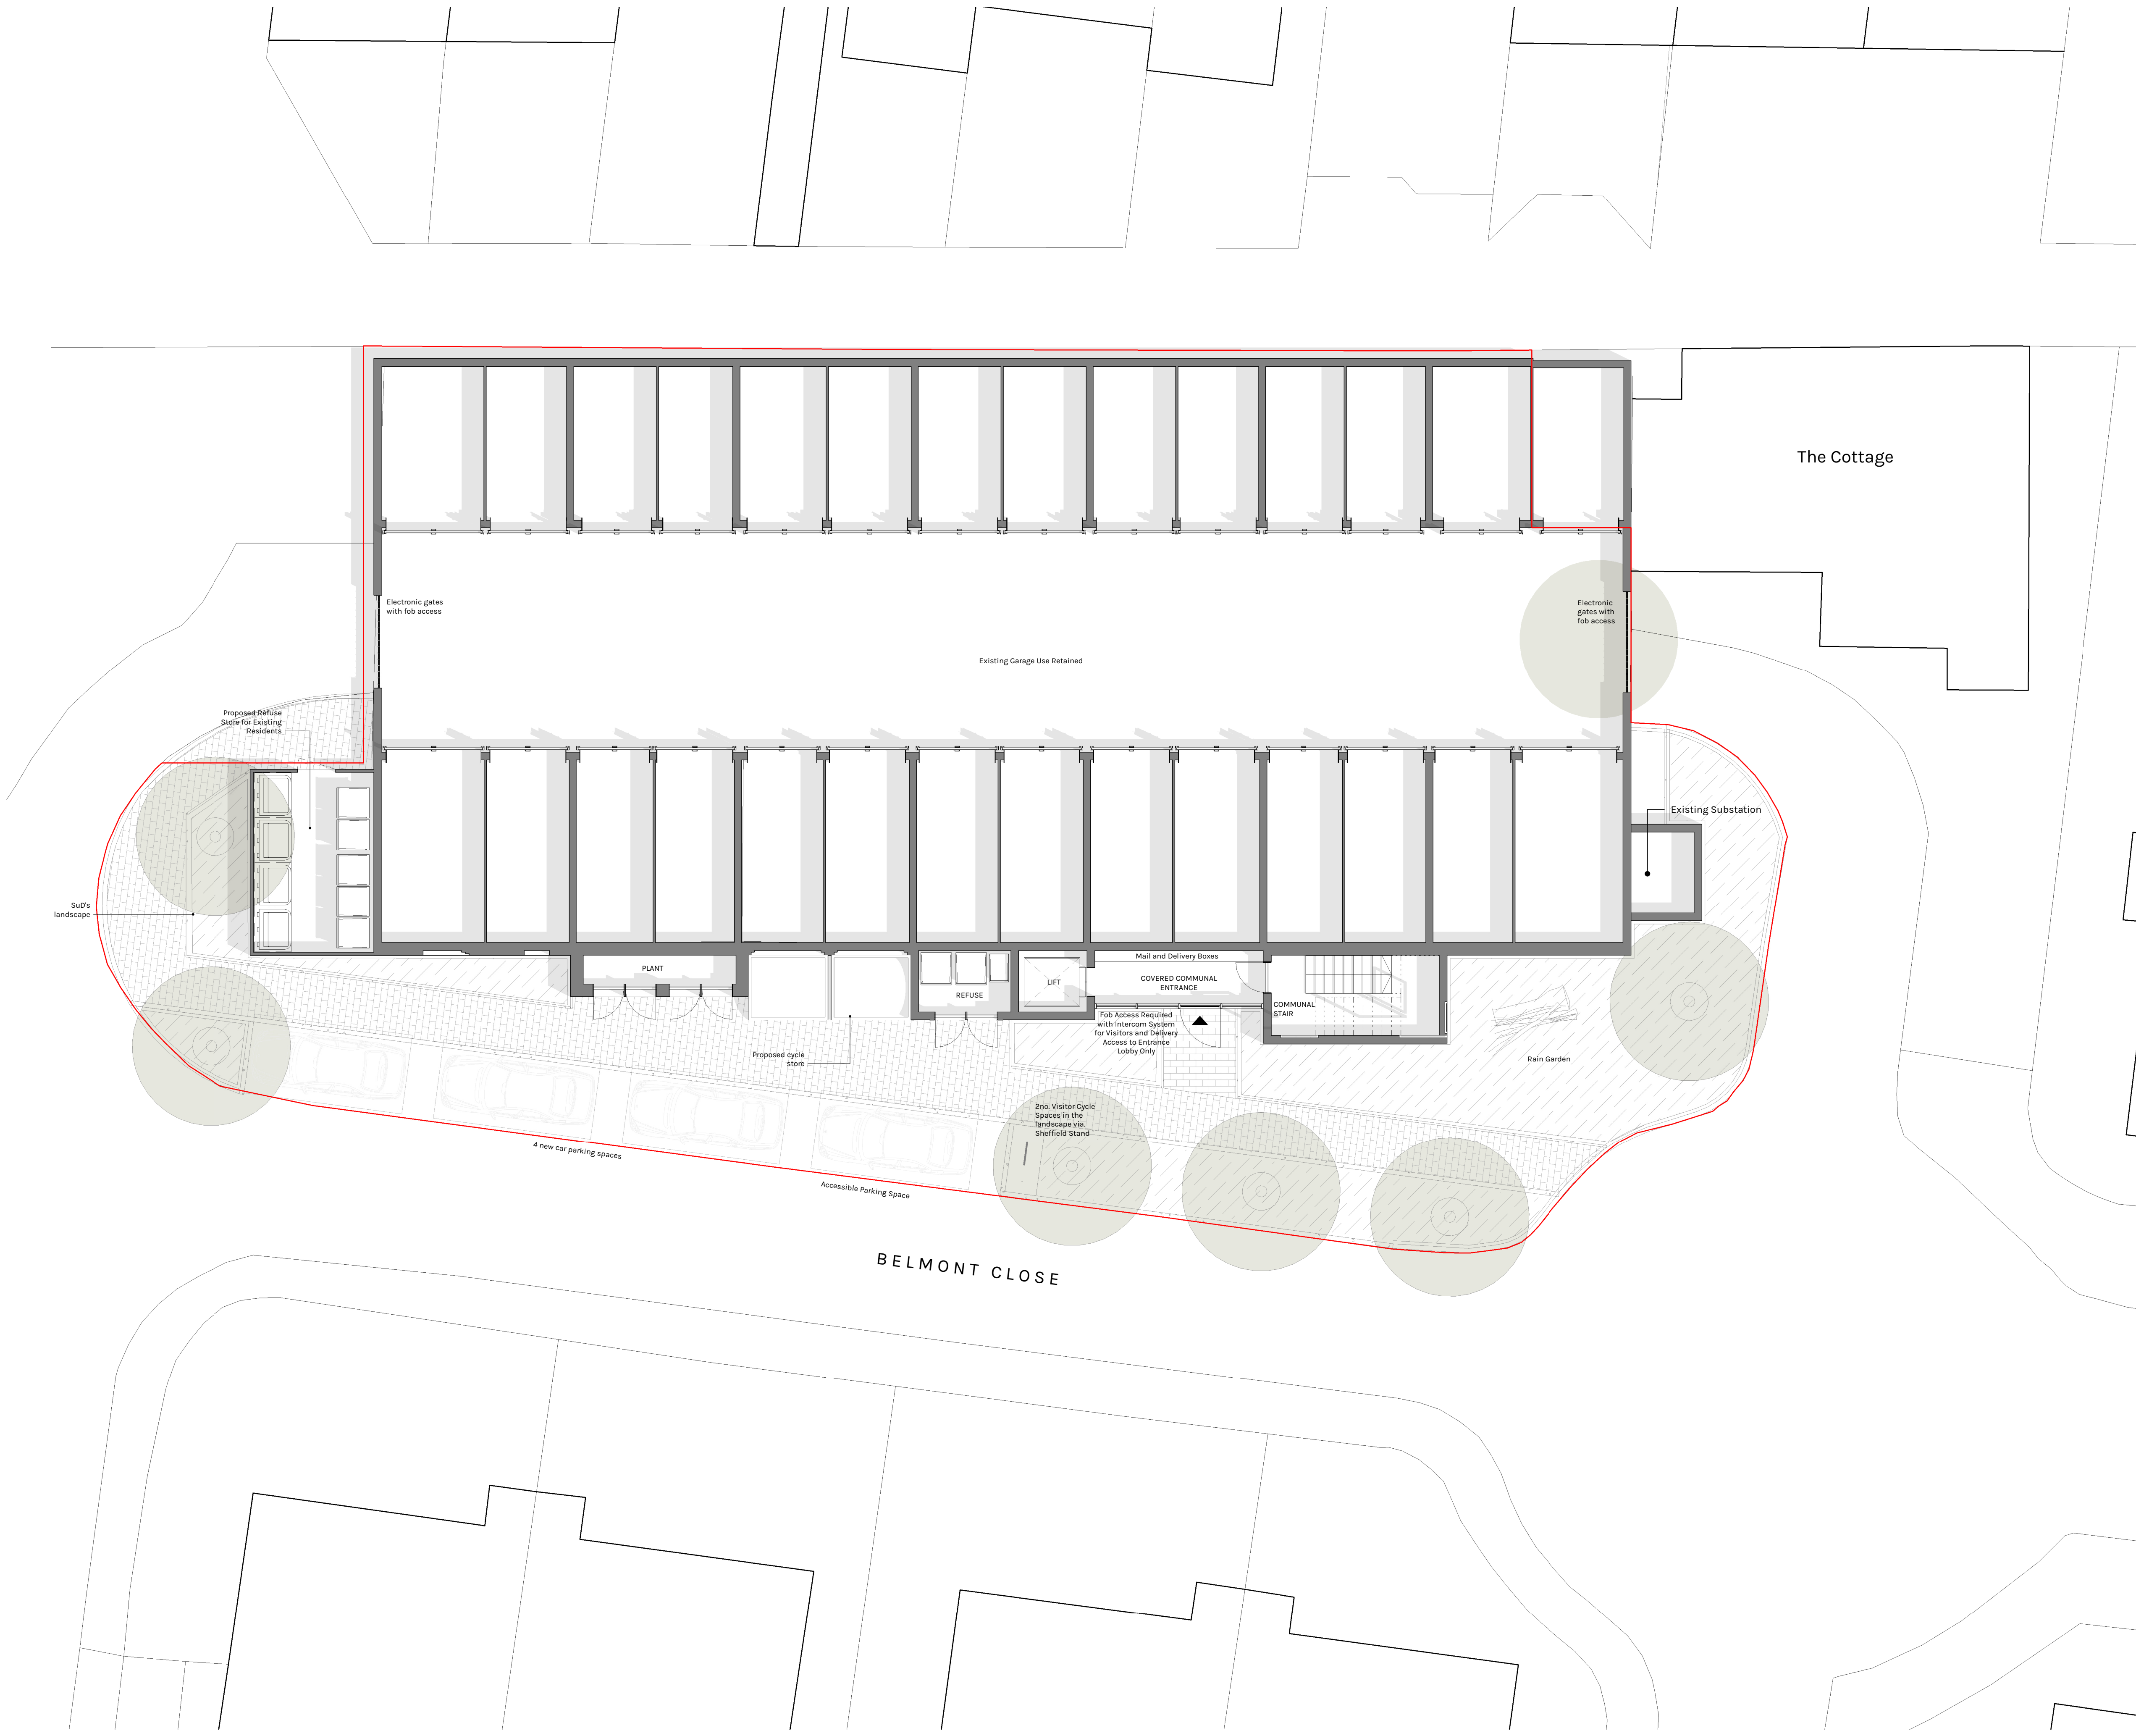 The Cottage
Electronic gates
with fob access
Electronic
gates with
fob access
Existing Garage Use Retained
Proposed Refuse
Store for Existing
Residents
Existing Substation
SuD's
landscape
PLANT
REFUSE
LIFT
Mail and Delivery Boxes
COVERED COMMUNAL
ENTRANCE
COMMUNAL
STAIR
Fob Access Required
with Intercom System
for Visitors and Delivery
Access to Entrance
Lobby Only
Proposed cycle
store
Rain Garden
2no. Visitor Cycle
Spaces in the
landscape via.
Sheffield Stand
4 new car parking spaces
Accessible Parking Space
BELMONT CLOSE